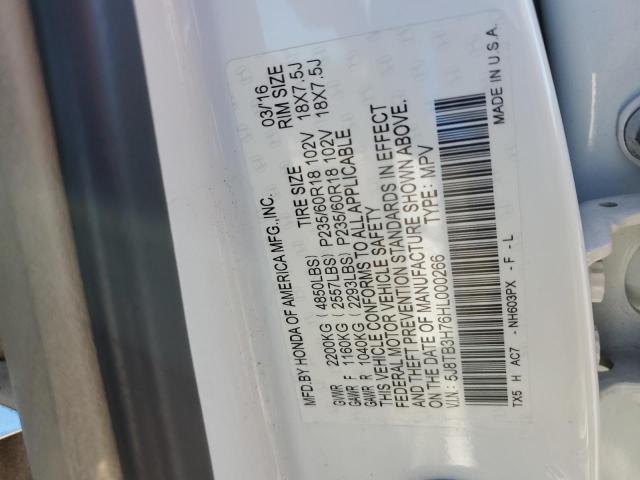 MFD.BY HONDA OF AMERICA MFG.,INC. 03/16
TIRE SIZE RIM SIZE
GVWR 2200KG ( 4850LBS)
GAWR F 1160KG ( 2557LBS) P235/60R18 102V 18X7.5J
GAWR R 1040KG ( 2293LBS) P235/60R18 102V 18X7.5J
THIS VEHICLE CONFORMS TO ALL APPLICABLE
FEDERAL MOTOR VEHICLE SAFETY
AND THEFT PREVENTION STANDARDS IN EFFECT
ON THE DATE OF MANUFACTURE SHOWN ABOVE.
V.I.N.: 5J8TB3H76HL000266 TYPE: MPV
TX5 H AC7 - NH603PX - F - L MADE IN U.S.A.